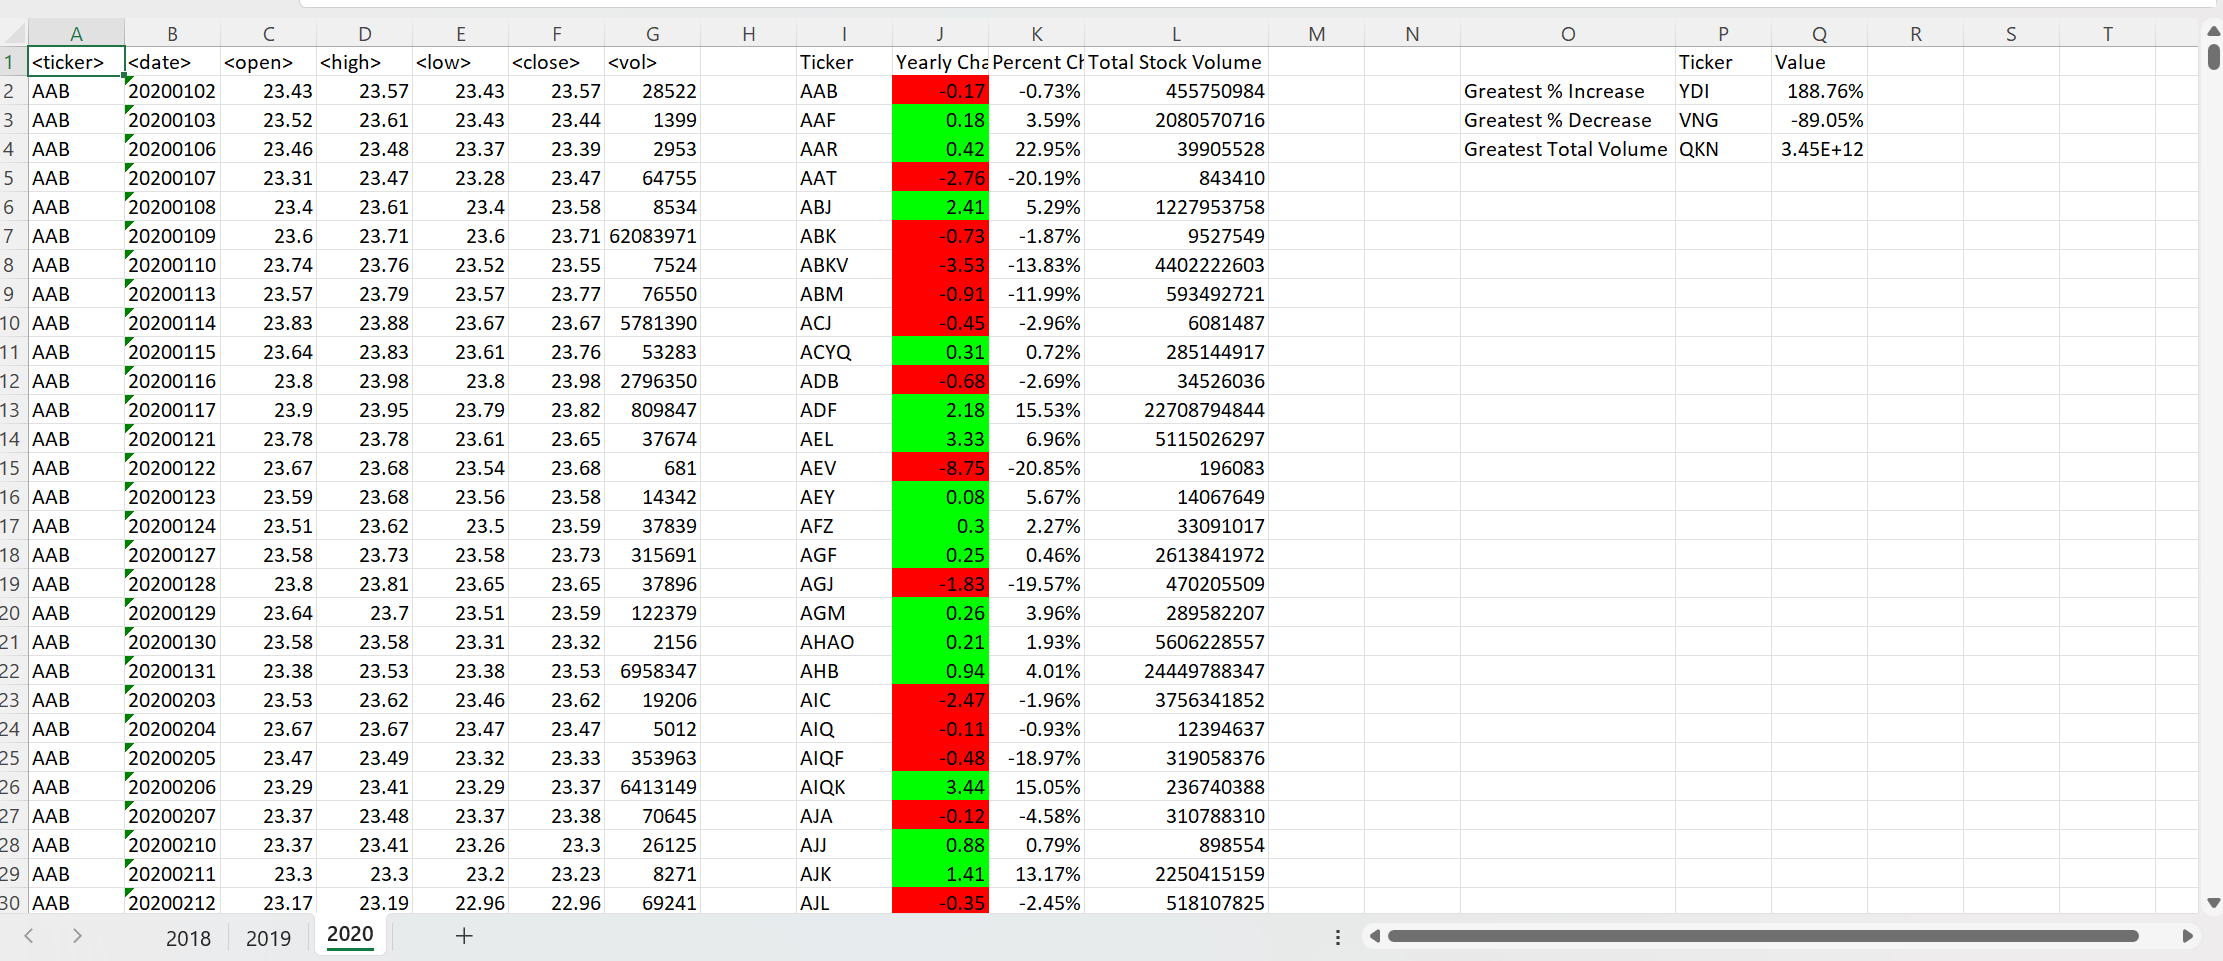 A B C D E F G H I J K L M N O P Q R S T
1 <ticker> <date> <open> <high> <low> <close> <vol> Ticker Yearly Cha Percent Ch Total Stock Volume Ticker Value
2 AAB 20200102 23.43 23.57 23.43 23.57 28522 AAB -0.17 -0.73% 455750984 Greatest % Increase YDI 188.76%
3 AAB 20200103 23.52 23.61 23.43 23.44 1399 AAF 0.18 3.59% 2080570716 Greatest % Decrease VNG -89.05%
4 AAB 20200106 23.46 23.48 23.37 23.39 2953 AAR 0.42 22.95% 39905528 Greatest Total Volume QKN 3.45E+12
5 AAB 20200107 23.31 23.47 23.28 23.47 64755 AAT -2.76 -20.19% 843410
6 AAB 20200108 23.4 23.61 23.4 23.58 8534 ABJ 2.41 5.29% 1227953758
7 AAB 20200109 23.6 23.71 23.6 23.71 62083971 ABK -0.73 -1.87% 9527549
8 AAB 20200110 23.74 23.76 23.52 23.55 7524 ABKV -3.53 -13.83% 4402222603
9 AAB 20200113 23.57 23.79 23.57 23.77 76550 ABM -0.91 -11.99% 593492721
10 AAB 20200114 23.83 23.88 23.67 23.67 5781390 ACJ -0.45 -2.96% 6081487
11 AAB 20200115 23.64 23.83 23.61 23.76 53283 ACYQ 0.31 0.72% 285144917
12 AAB 20200116 23.8 23.98 23.8 23.98 2796350 ADB -0.68 -2.69% 34526036
13 AAB 20200117 23.9 23.95 23.79 23.82 809847 ADF 2.18 15.53% 22708794844
14 AAB 20200121 23.78 23.78 23.61 23.65 37674 AEL 3.33 6.96% 5115026297
15 AAB 20200122 23.67 23.68 23.54 23.68 681 AEV -8.75 -20.85% 196083
16 AAB 20200123 23.59 23.68 23.56 23.58 14342 AEY 0.08 5.67% 14067649
17 AAB 20200124 23.51 23.62 23.5 23.59 37839 AFZ 0.3 2.27% 33091017
18 AAB 20200127 23.58 23.73 23.58 23.73 315691 AGF 0.25 0.46% 2613841972
19 AAB 20200128 23.8 23.81 23.65 23.65 37896 AGJ -1.83 -19.57% 470205509
20 AAB 20200129 23.64 23.7 23.51 23.59 122379 AGM 0.26 3.96% 289582207
21 AAB 20200130 23.58 23.58 23.31 23.32 2156 AHAO 0.21 1.93% 5606228557
22 AAB 20200131 23.38 23.53 23.38 23.53 6958347 AHB 0.94 4.01% 24449788347
23 AAB 20200203 23.53 23.62 23.46 23.62 19206 AIC -2.47 -1.96% 3756341852
24 AAB 20200204 23.67 23.67 23.47 23.47 5012 AIQ -0.11 -0.93% 12394637
25 AAB 20200205 23.47 23.49 23.32 23.33 353963 AIQF -0.48 -18.97% 319058376
26 AAB 20200206 23.29 23.41 23.29 23.37 6413149 AIQK 3.44 15.05% 236740388
27 AAB 20200207 23.37 23.48 23.37 23.38 70645 AJA -0.12 -4.58% 310788310
28 AAB 20200210 23.37 23.41 23.26 23.3 26125 AJJ 0.88 0.79% 898554
29 AAB 20200211 23.3 23.3 23.2 23.23 8271 AJK 1.41 13.17% 2250415159
30 AAB 20200212 23.17 23.19 22.96 22.96 69241 AJL -0.35 -2.45% 518107825
2018 2019 2020